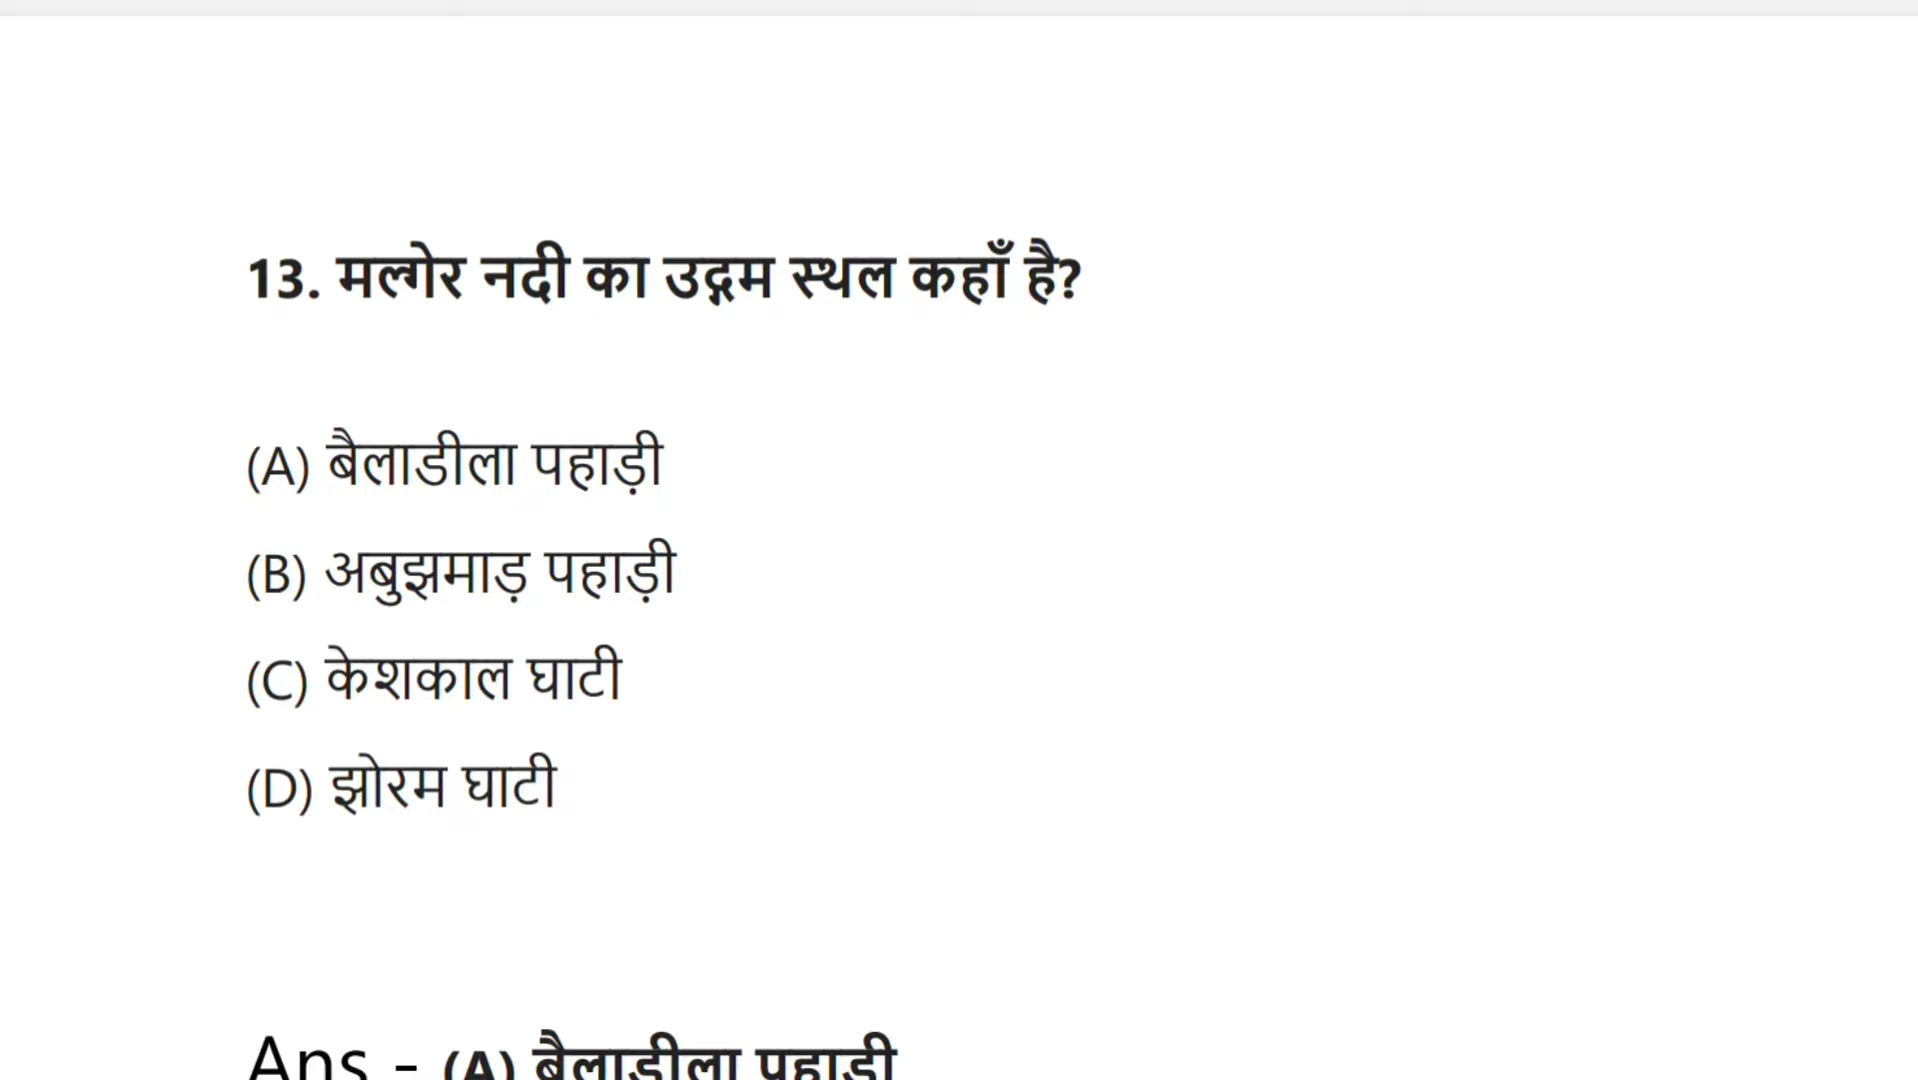 13. मल्गेर नदी का उद्गम स्थल कहाँ है?
(A) बैलाडीला पहाड़ी
(B) अबुझमाड़ पहाड़ी
(C) केशकाल घाटी
(D) झोरम घाटी
Ans - (A) बैलाडीला पहाड़ी